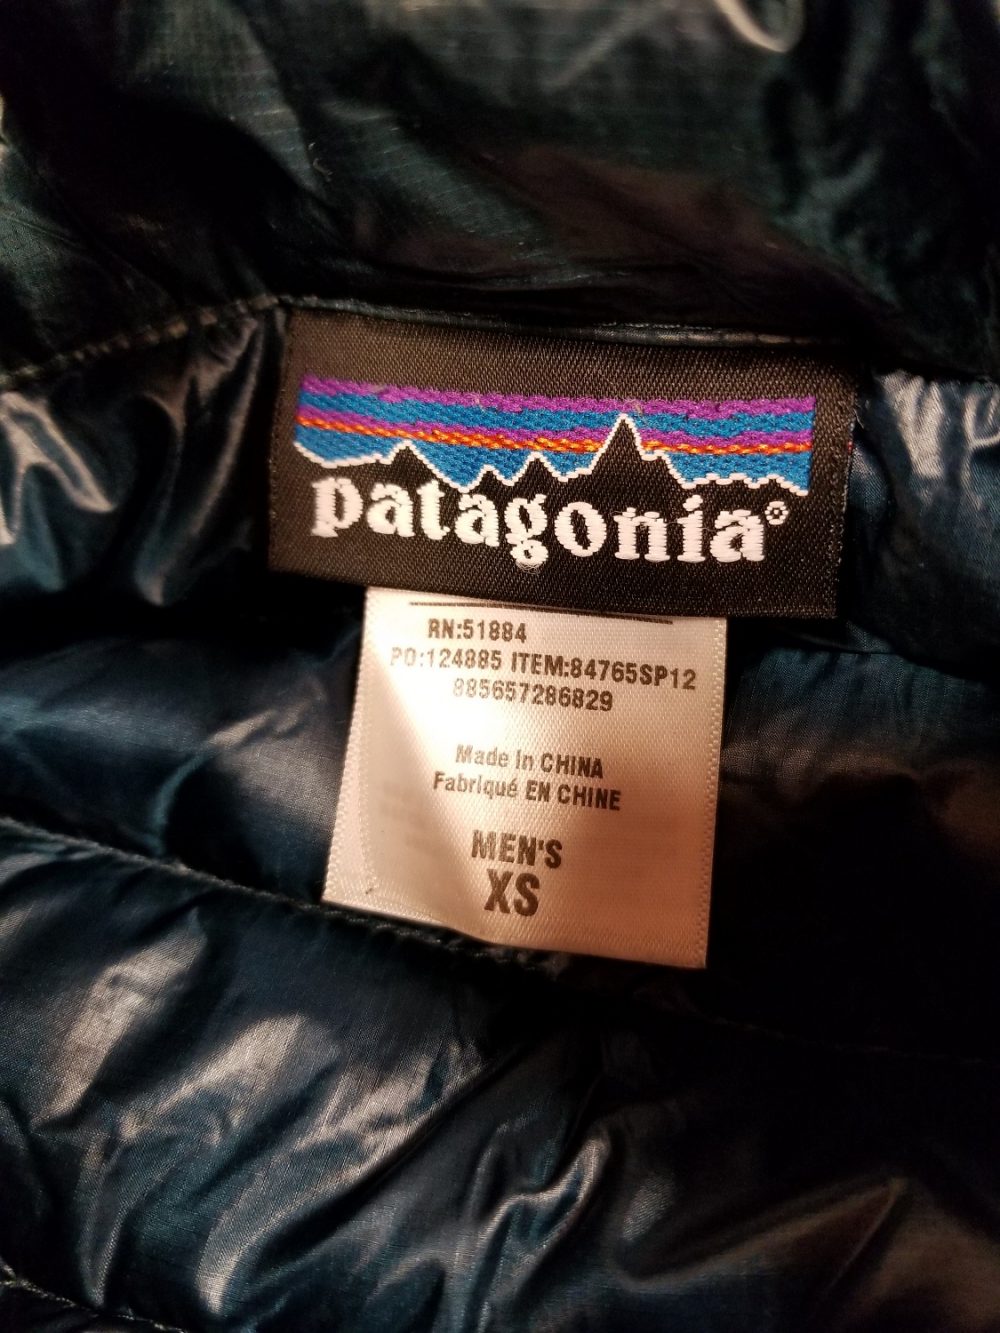 patagonia®
RN:51884
PO:124885 ITEM:84765SP12
885657286829
Made in CHINA
Fabriqué EN CHINE
MEN'S
XS